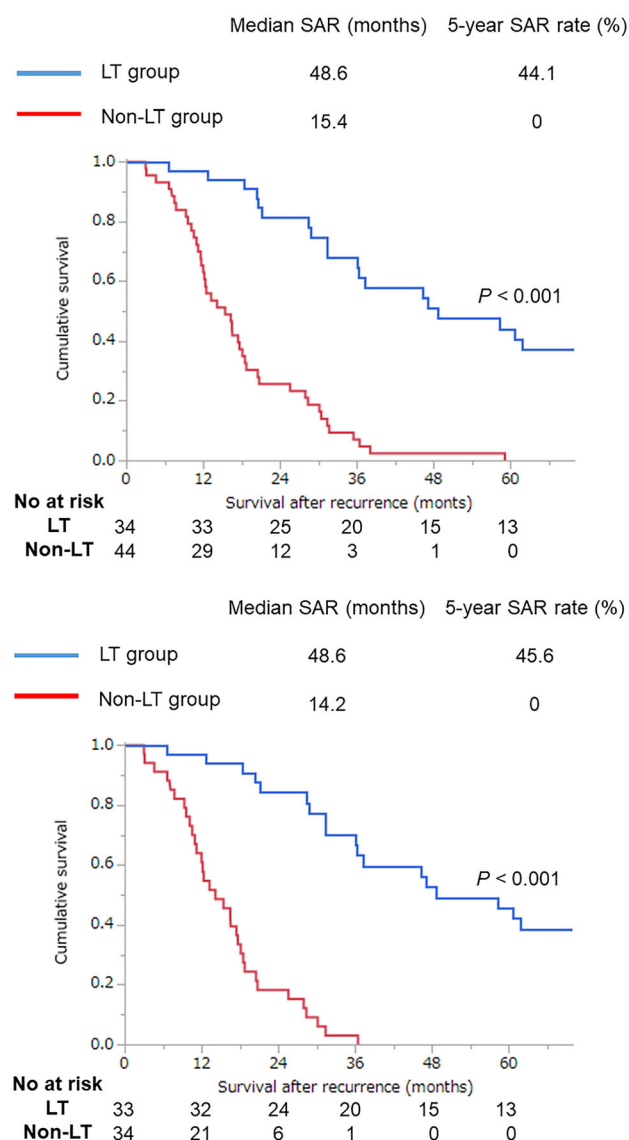 Median SAR (months) 5-year SAR rate (%)
LT group 48.6 44.1
Non-LT group 15.4 0
1.0
0.8
0.6
0.4
0.2
0.0
Cumulative survival
P < 0.001
0 12 24 36 48 60
No at risk Survival after recurrence (monts)
LT 34 33 25 20 15 13
Non-LT 44 29 12 3 1 0
Median SAR (months) 5-year SAR rate (%)
LT group 48.6 45.6
Non-LT group 14.2 0
1.0
0.8
0.6
0.4
0.2
0.0
Cumulative survival
P < 0.001
0 12 24 36 48 60
No at risk Survival after recurrence (months)
LT 33 32 24 20 15 13
Non-LT 34 21 6 1 0 0